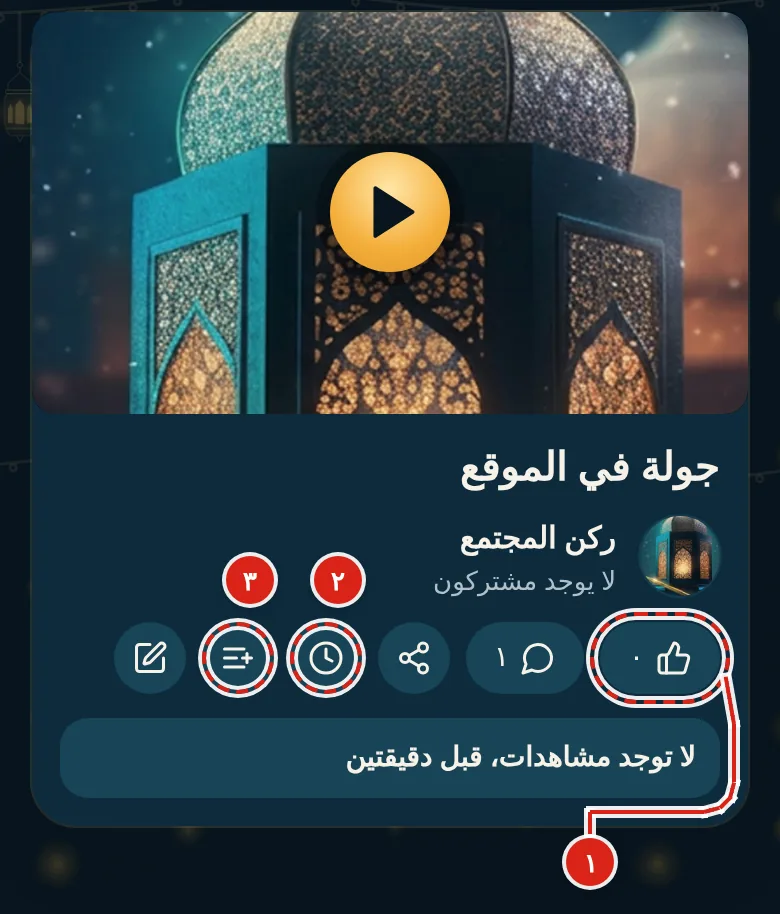 جولة في الموقع
ركن المجتمع
لا يوجد مشتركون
٣ ٢
٠ ١
لا توجد مشاهدات، قبل دقيقتين
١